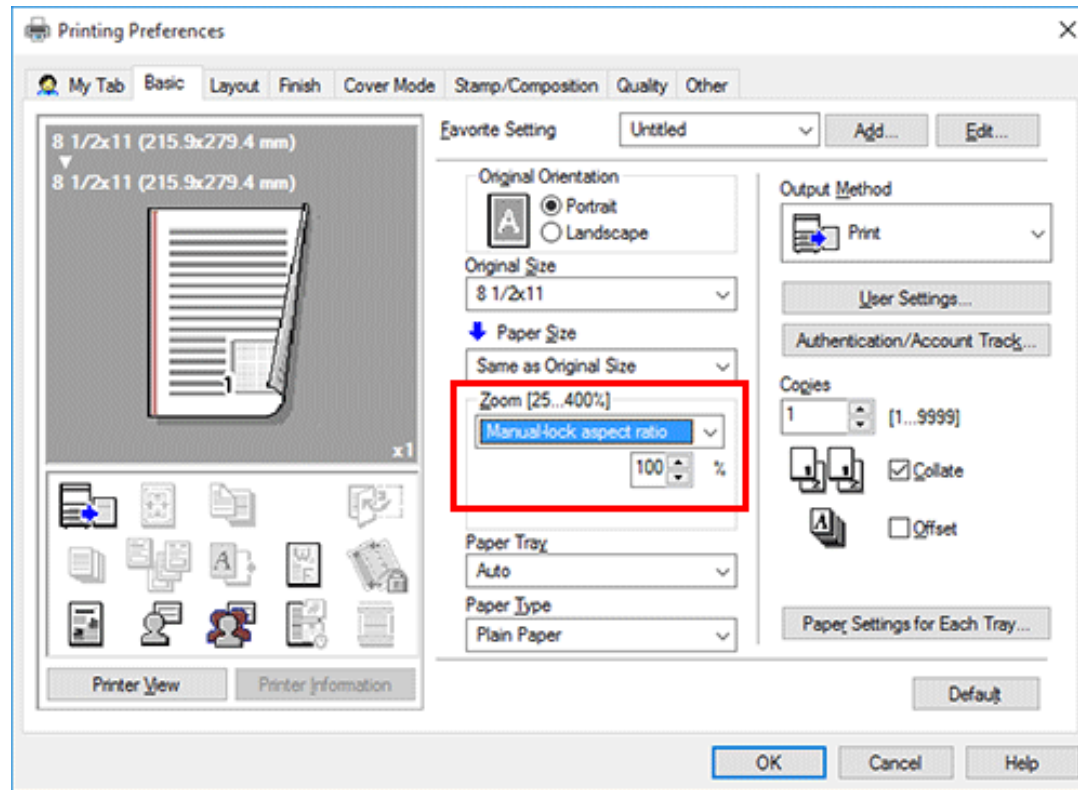 Printing Preferences
My Tab Basic Layout Finish Cover Mode Stamp/Composition Quality Other
8 1/2x11 (215.9x279.4 mm)
8 1/2x11 (215.9x279.4 mm)
1
x1
Printer View
Printer Information
Favorite Setting
Untitled
Add...
Edit...
Original Orientation
A
Portrait
Landscape
Original Size
8 1/2x11
Paper Size
Same as Original Size
Zoom [25...400%]
Manual-lock aspect ratio
100 %
Paper Tray
Auto
Paper Type
Plain Paper
Output Method
Print
User Settings...
Authentication/Account Track...
Copies
1 [1...9999]
Collate
Offset
Paper Settings for Each Tray...
Default
OK Cancel Help